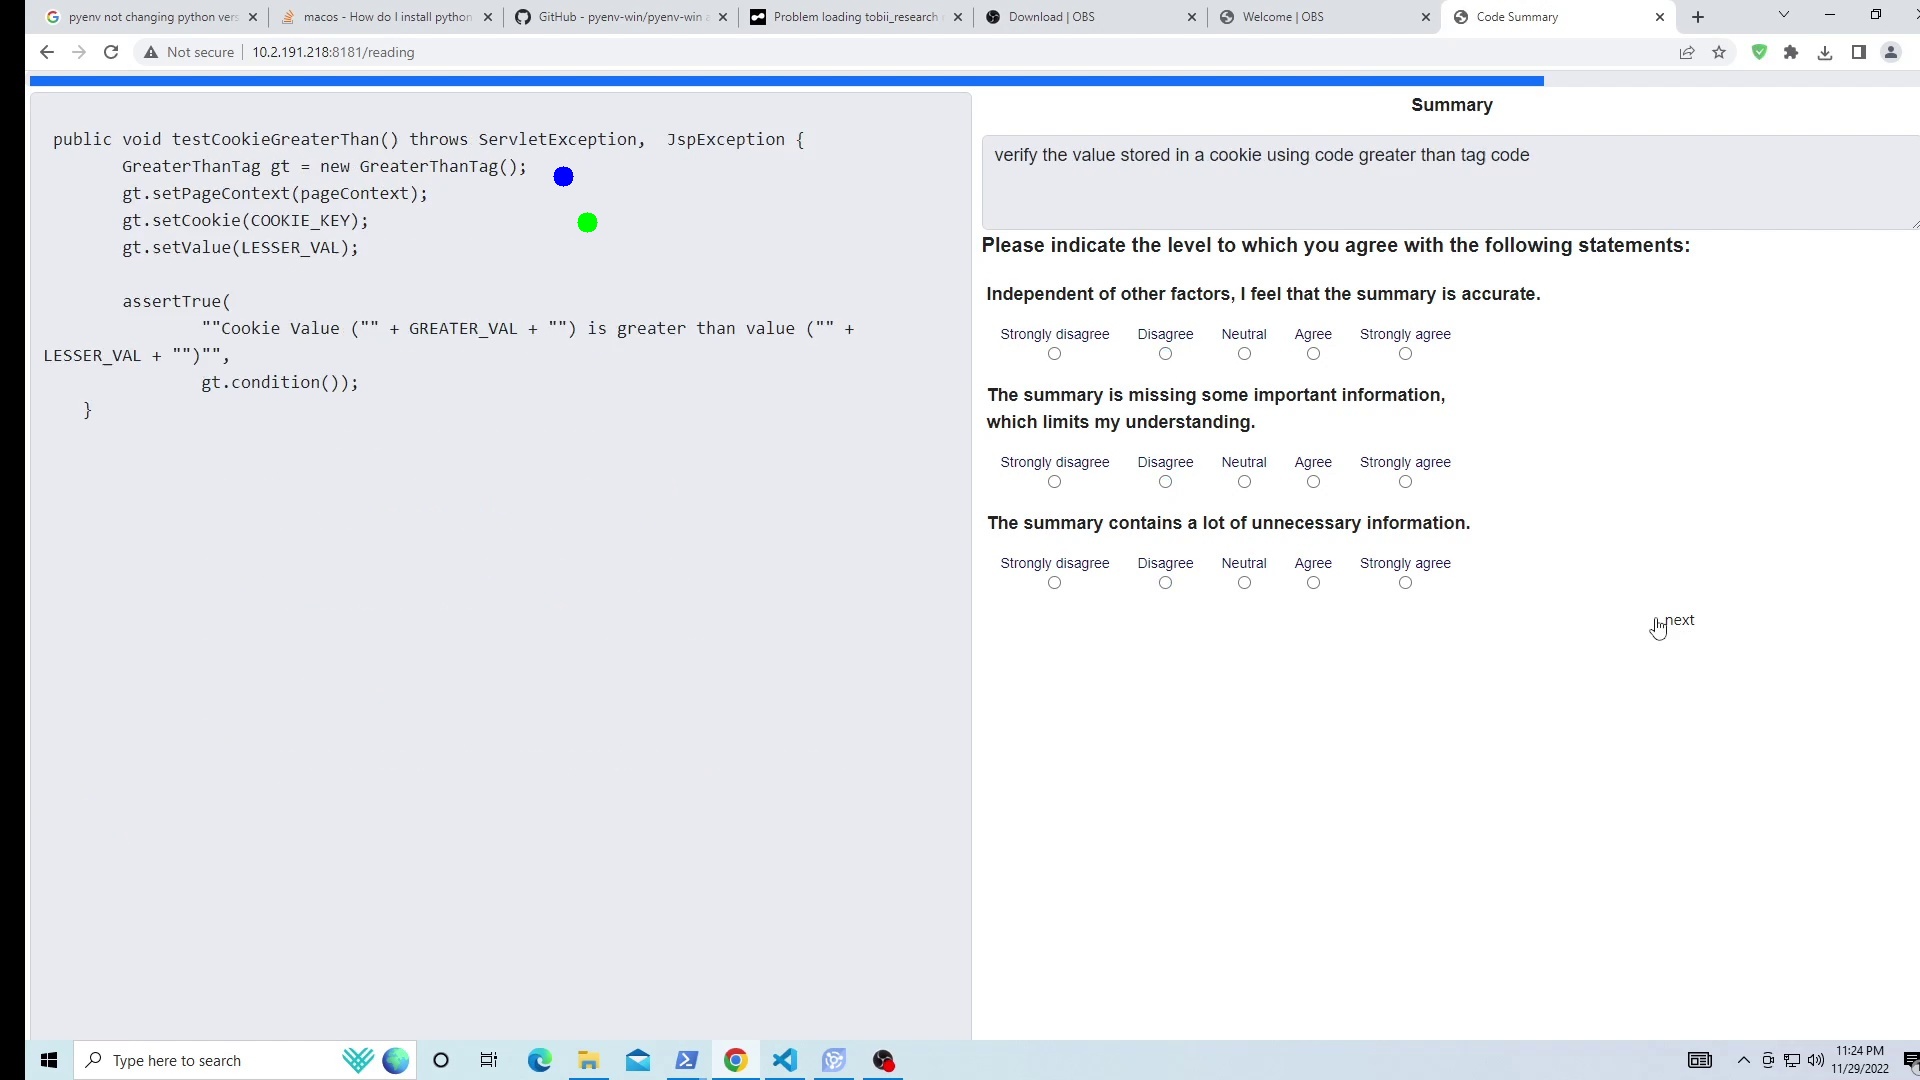 pyenv not changing python vers
macos - How do I install python
GitHub - pyenv-win/pyenv-win a
Problem loading tobii_research
Download | OBS
Welcome | OBS
Code Summary
Not secure
10.2.191.218:8181/reading
public void testCookieGreaterThan() throws ServletException,  JspException {
GreaterThanTag gt = new GreaterThanTag();
gt.setPageContext(pageContext);
gt.setCookie(COOKIE_KEY);
gt.setValue(LESSER_VAL);
assertTrue(
""Cookie Value ("" + GREATER_VAL + "") is greater than value ("" +
LESSER_VAL + "")"",
gt.condition());
}
Summary
verify the value stored in a cookie using code greater than tag code
Please indicate the level to which you agree with the following statements:
Independent of other factors, I feel that the summary is accurate.
Strongly disagree Disagree Neutral Agree Strongly agree
The summary is missing some important information,
which limits my understanding.
Strongly disagree Disagree Neutral Agree Strongly agree
The summary contains a lot of unnecessary information.
Strongly disagree Disagree Neutral Agree Strongly agree
next
Type here to search
11:24 PM
11/29/2022